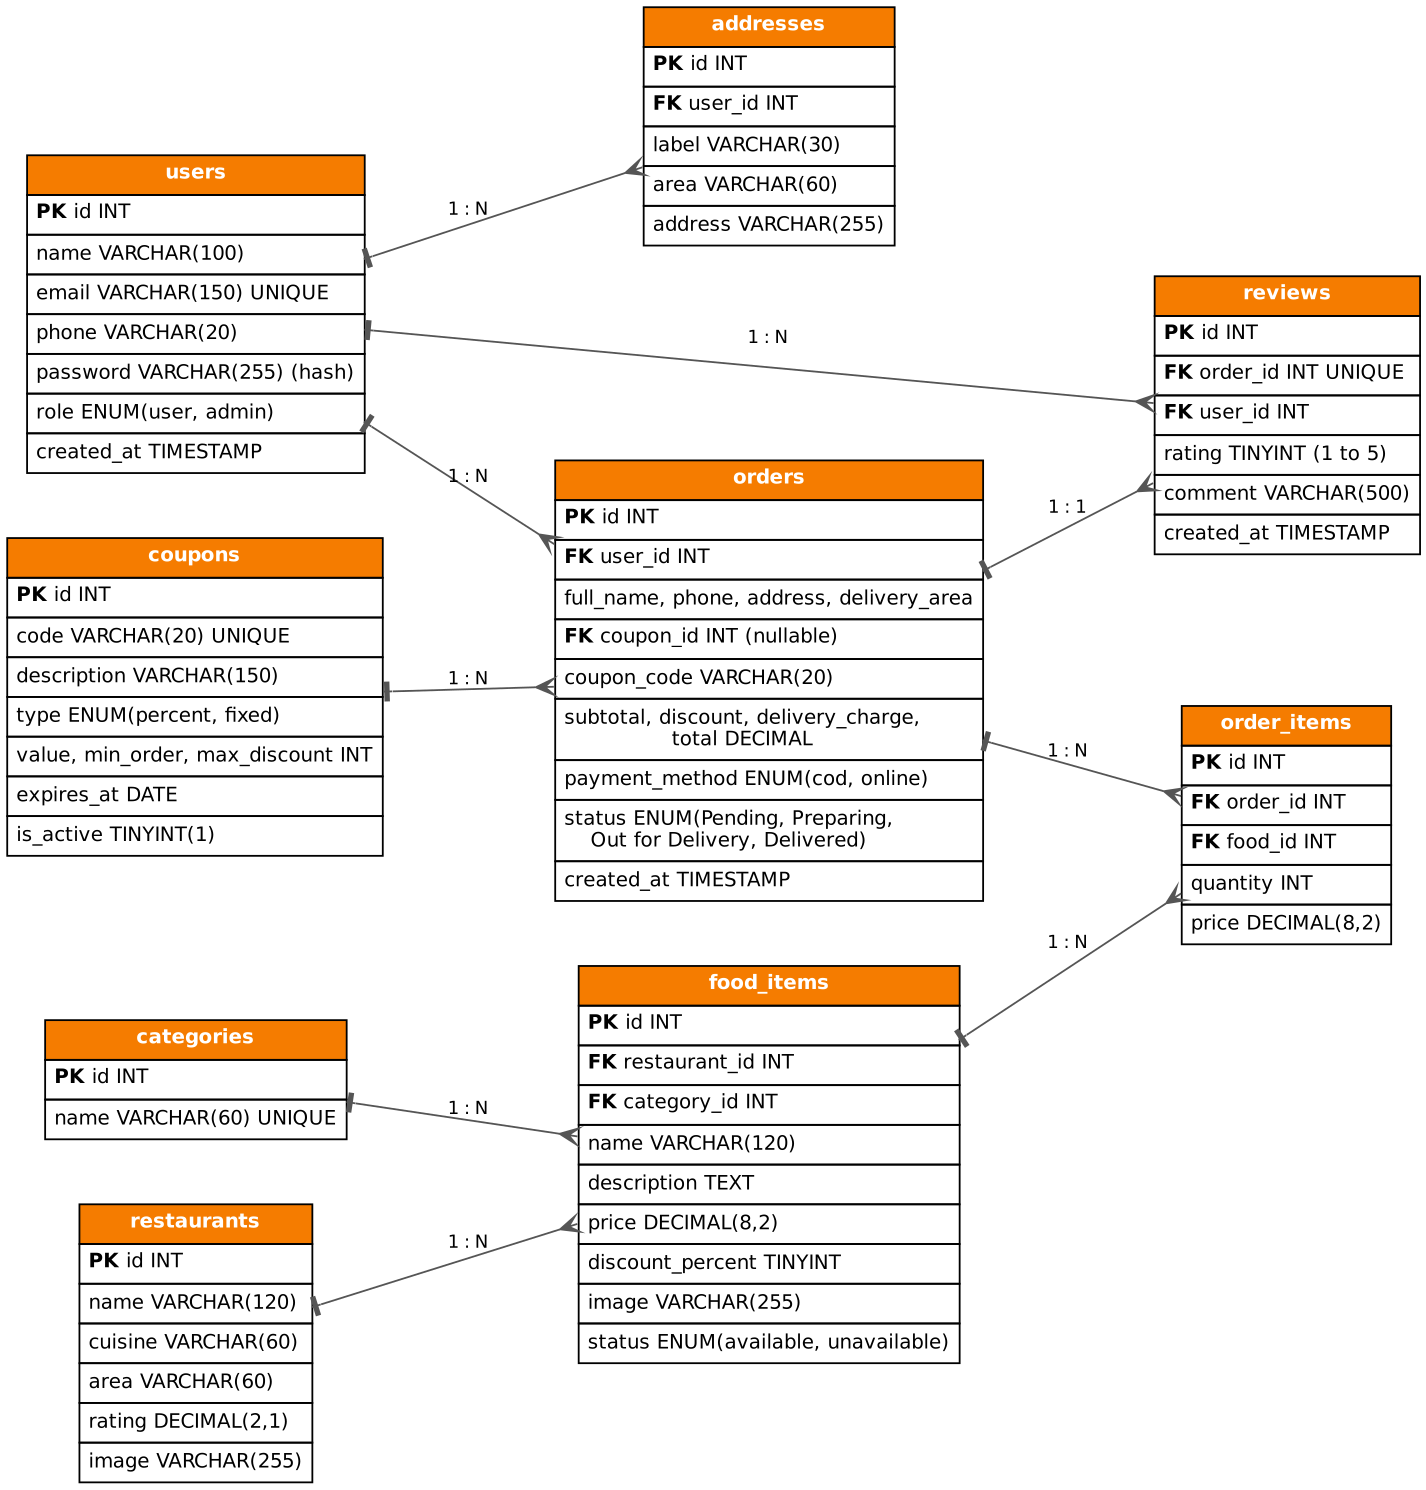 addresses
PK id INT
FK user_id INT
label VARCHAR(30)
area VARCHAR(60)
address VARCHAR(255)
users
PK id INT
name VARCHAR(100)
email VARCHAR(150) UNIQUE
phone VARCHAR(20)
password VARCHAR(255) (hash)
role ENUM(user, admin)
created_at TIMESTAMP
1 : N
1 : N
1 : N
reviews
PK id INT
FK order_id INT UNIQUE
FK user_id INT
rating TINYINT (1 to 5)
comment VARCHAR(500)
created_at TIMESTAMP
1 : 1
orders
PK id INT
FK user_id INT
full_name, phone, address, delivery_area
FK coupon_id INT (nullable)
coupon_code VARCHAR(20)
subtotal, discount, delivery_charge,
total DECIMAL
payment_method ENUM(cod, online)
status ENUM(Pending, Preparing,
Out for Delivery, Delivered)
created_at TIMESTAMP
coupons
PK id INT
code VARCHAR(20) UNIQUE
description VARCHAR(150)
type ENUM(percent, fixed)
value, min_order, max_discount INT
expires_at DATE
is_active TINYINT(1)
1 : N
1 : N
order_items
PK id INT
FK order_id INT
FK food_id INT
quantity INT
price DECIMAL(8,2)
1 : N
food_items
PK id INT
FK restaurant_id INT
FK category_id INT
name VARCHAR(120)
description TEXT
price DECIMAL(8,2)
discount_percent TINYINT
image VARCHAR(255)
status ENUM(available, unavailable)
categories
PK id INT
name VARCHAR(60) UNIQUE
1 : N
restaurants
PK id INT
name VARCHAR(120)
cuisine VARCHAR(60)
area VARCHAR(60)
rating DECIMAL(2,1)
image VARCHAR(255)
1 : N